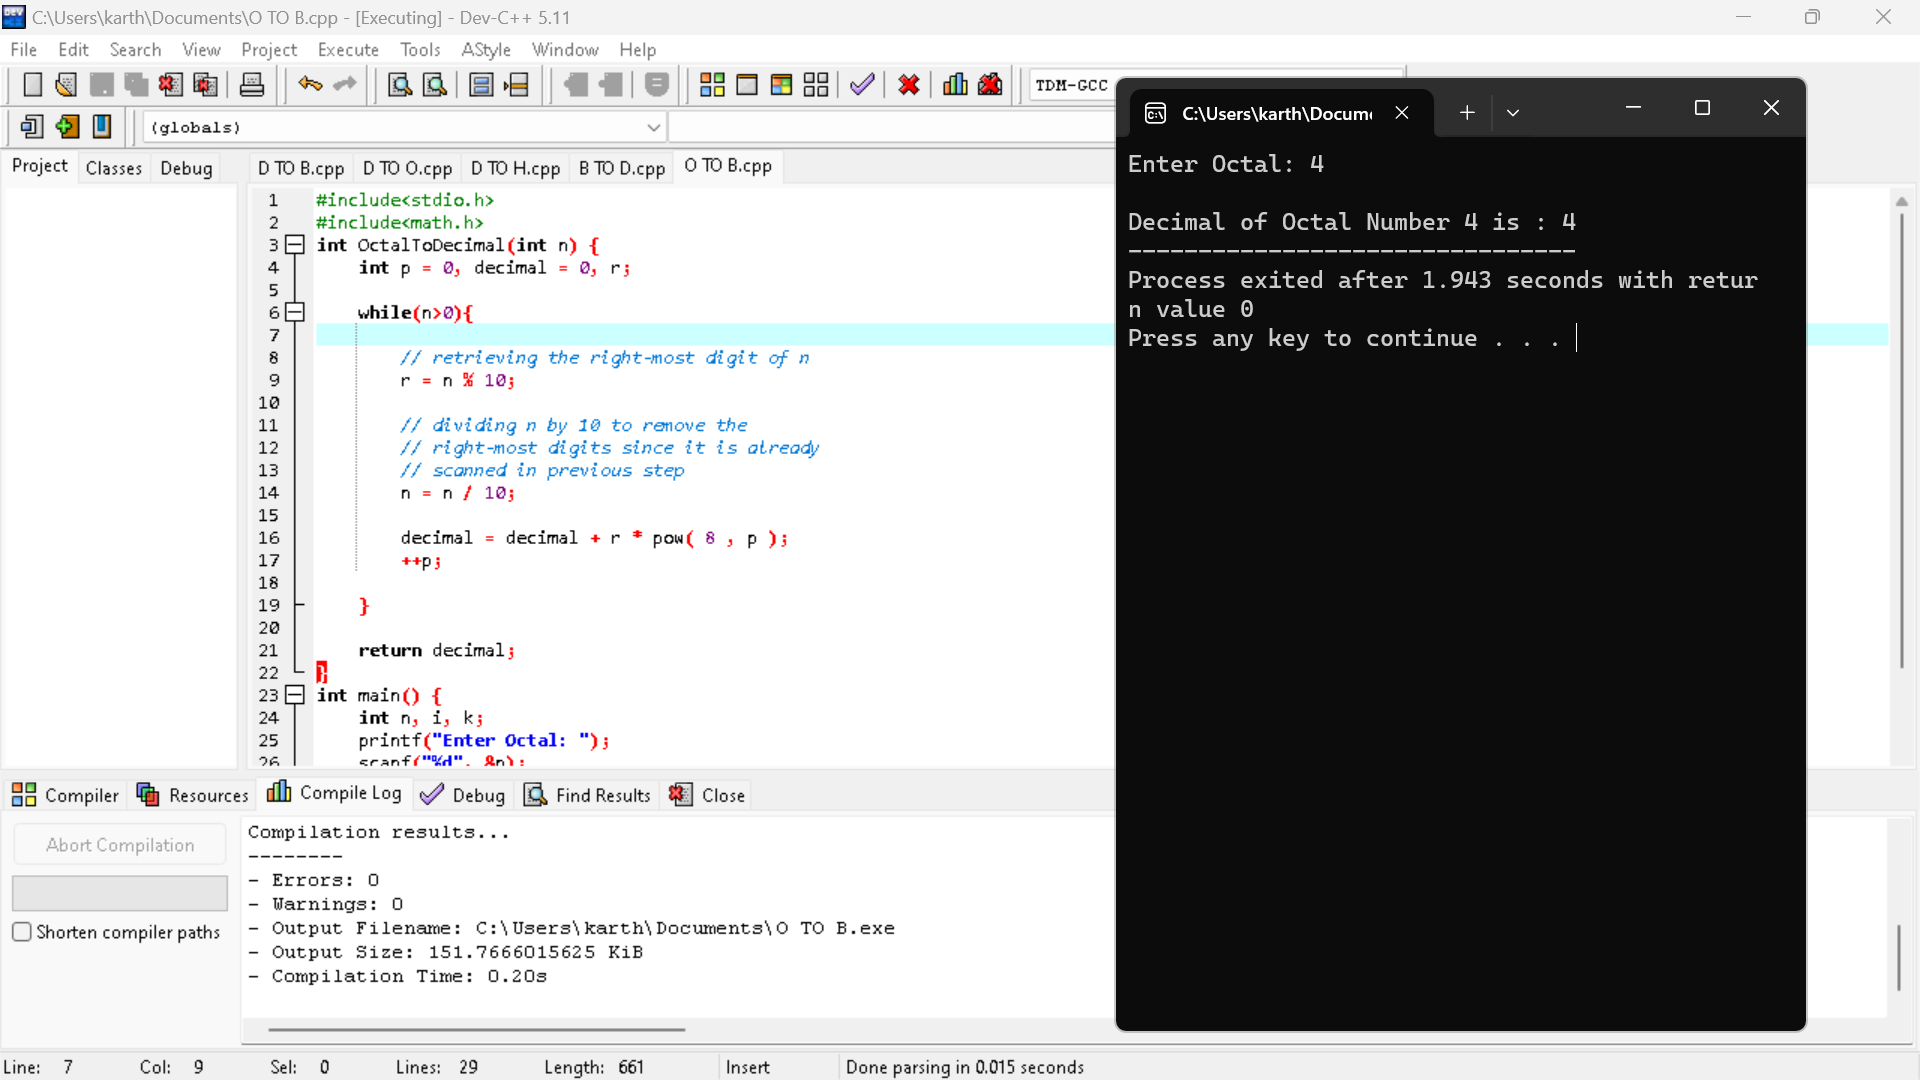 C:\Users\karth\Documents\O TO B.cpp - [Executing] - Dev-C++ 5.11
File Edit Search View Project Execute Tools AStyle Window Help
TDM-GCC
(globals)
Project Classes Debug
D TO B.cpp D TO O.cpp D TO H.cpp B TO D.cpp O TO B.cpp
1 #include<stdio.h>
2 #include<math.h>
3 int OctalToDecimal(int n) {
4 int p = 0, decimal = 0, r;
5
6 while(n>0){
7
8 // retrieving the right-most digit of n
9 r = n % 10;
10
11 // dividing n by 10 to remove the
12 // right-most digits since it is already
13 // scanned in previous step
14 n = n / 10;
15
16 decimal = decimal + r * pow( 8 , p );
17 ++p;
18
19 }
20
21 return decimal;
22 }
23 int main() {
24 int n, i, k;
25 printf("Enter Octal: ");
26 scanf("%d", &n);
C:\Users\karth\Docum
Enter Octal: 4
Decimal of Octal Number 4 is : 4
--------------------------------
Process exited after 1.943 seconds with retur
n value 0
Press any key to continue . . .
Compiler Resources Compile Log Debug Find Results Close
Abort Compilation
Shorten compiler paths
Compilation results...
--------
- Errors: 0
- Warnings: 0
- Output Filename: C:\Users\karth\Documents\O TO B.exe
- Output Size: 151.7666015625 KiB
- Compilation Time: 0.20s
Line: 7 Col: 9 Sel: 0 Lines: 29 Length: 661 Insert Done parsing in 0.015 seconds